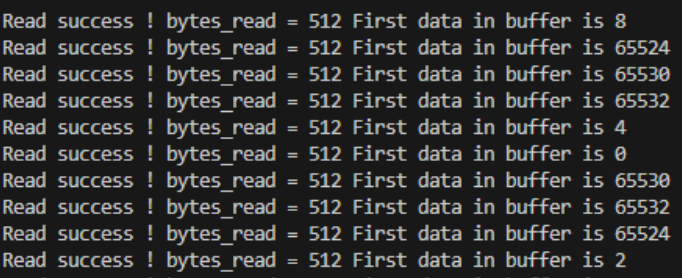 Read success ! bytes_read = 512 First data in buffer is 8
Read success ! bytes_read = 512 First data in buffer is 65524
Read success ! bytes_read = 512 First data in buffer is 65530
Read success ! bytes_read = 512 First data in buffer is 65532
Read success ! bytes_read = 512 First data in buffer is 4
Read success ! bytes_read = 512 First data in buffer is 0
Read success ! bytes_read = 512 First data in buffer is 65530
Read success ! bytes_read = 512 First data in buffer is 65532
Read success ! bytes_read = 512 First data in buffer is 65524
Read success ! bytes_read = 512 First data in buffer is 2